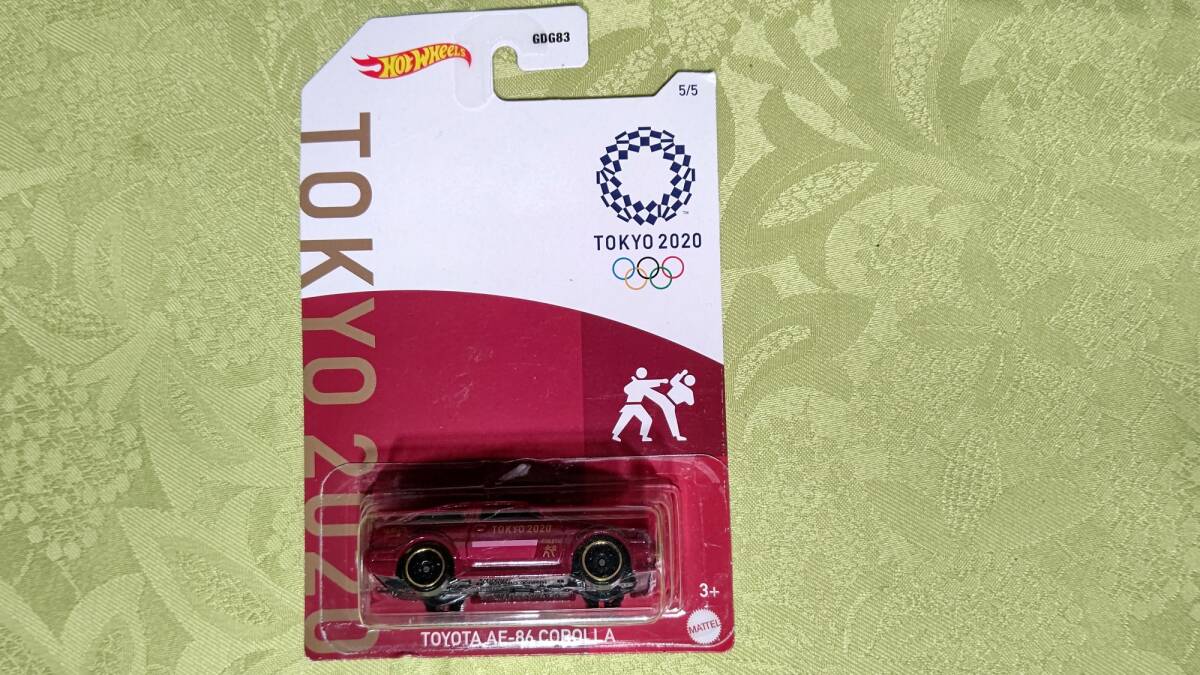 HOT WHEELS
GDG83
5/5
TOKYO 2020
TOKYO 2020
TOKYO 2020
3+
MATTEL
TOYOTA AE-86 COROLLA